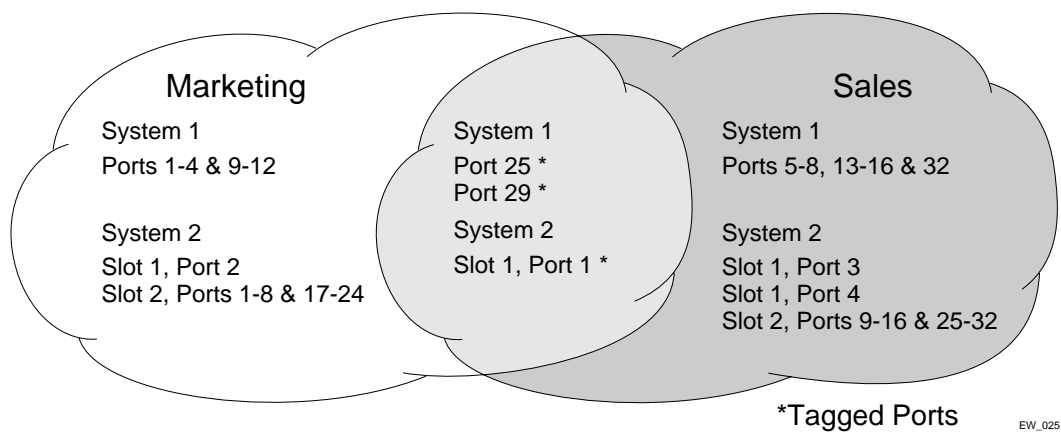 Marketing
System 1
Ports 1-4 & 9-12
System 2
Slot 1, Port 2
Slot 2, Ports 1-8 & 17-24
System 1
Port 25 *
Port 29 *
System 2
Slot 1, Port 1 *
Sales
System 1
Ports 5-8, 13-16 & 32
System 2
Slot 1, Port 3
Slot 1, Port 4
Slot 2, Ports 9-16 & 25-32
*Tagged Ports
EW_025